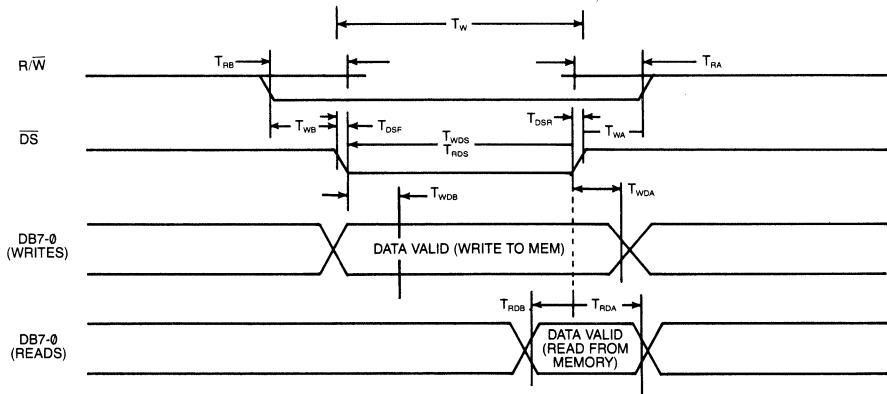 T_W
R/W̅
T_RB
T_RA
T_WB
T_DSF
T_WDS
T_RDS
T_DSR
T_WA
D̅S̅
T_WDB
T_WDA
DB7-0
(WRITES)
DATA VALID (WRITE TO MEM)
T_RDB
T_RDA
DB7-0
(READS)
DATA VALID
(READ FROM
MEMORY)